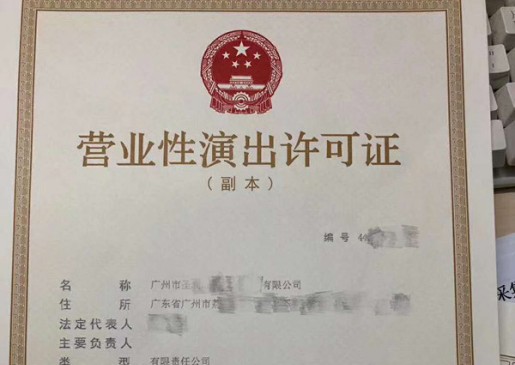 营业性演出许可证
（副本）
编号 4
名称 广州市 有限公司
住所 广东省广州市
法定代表人
主要负责人
类型 有限责任公司
采